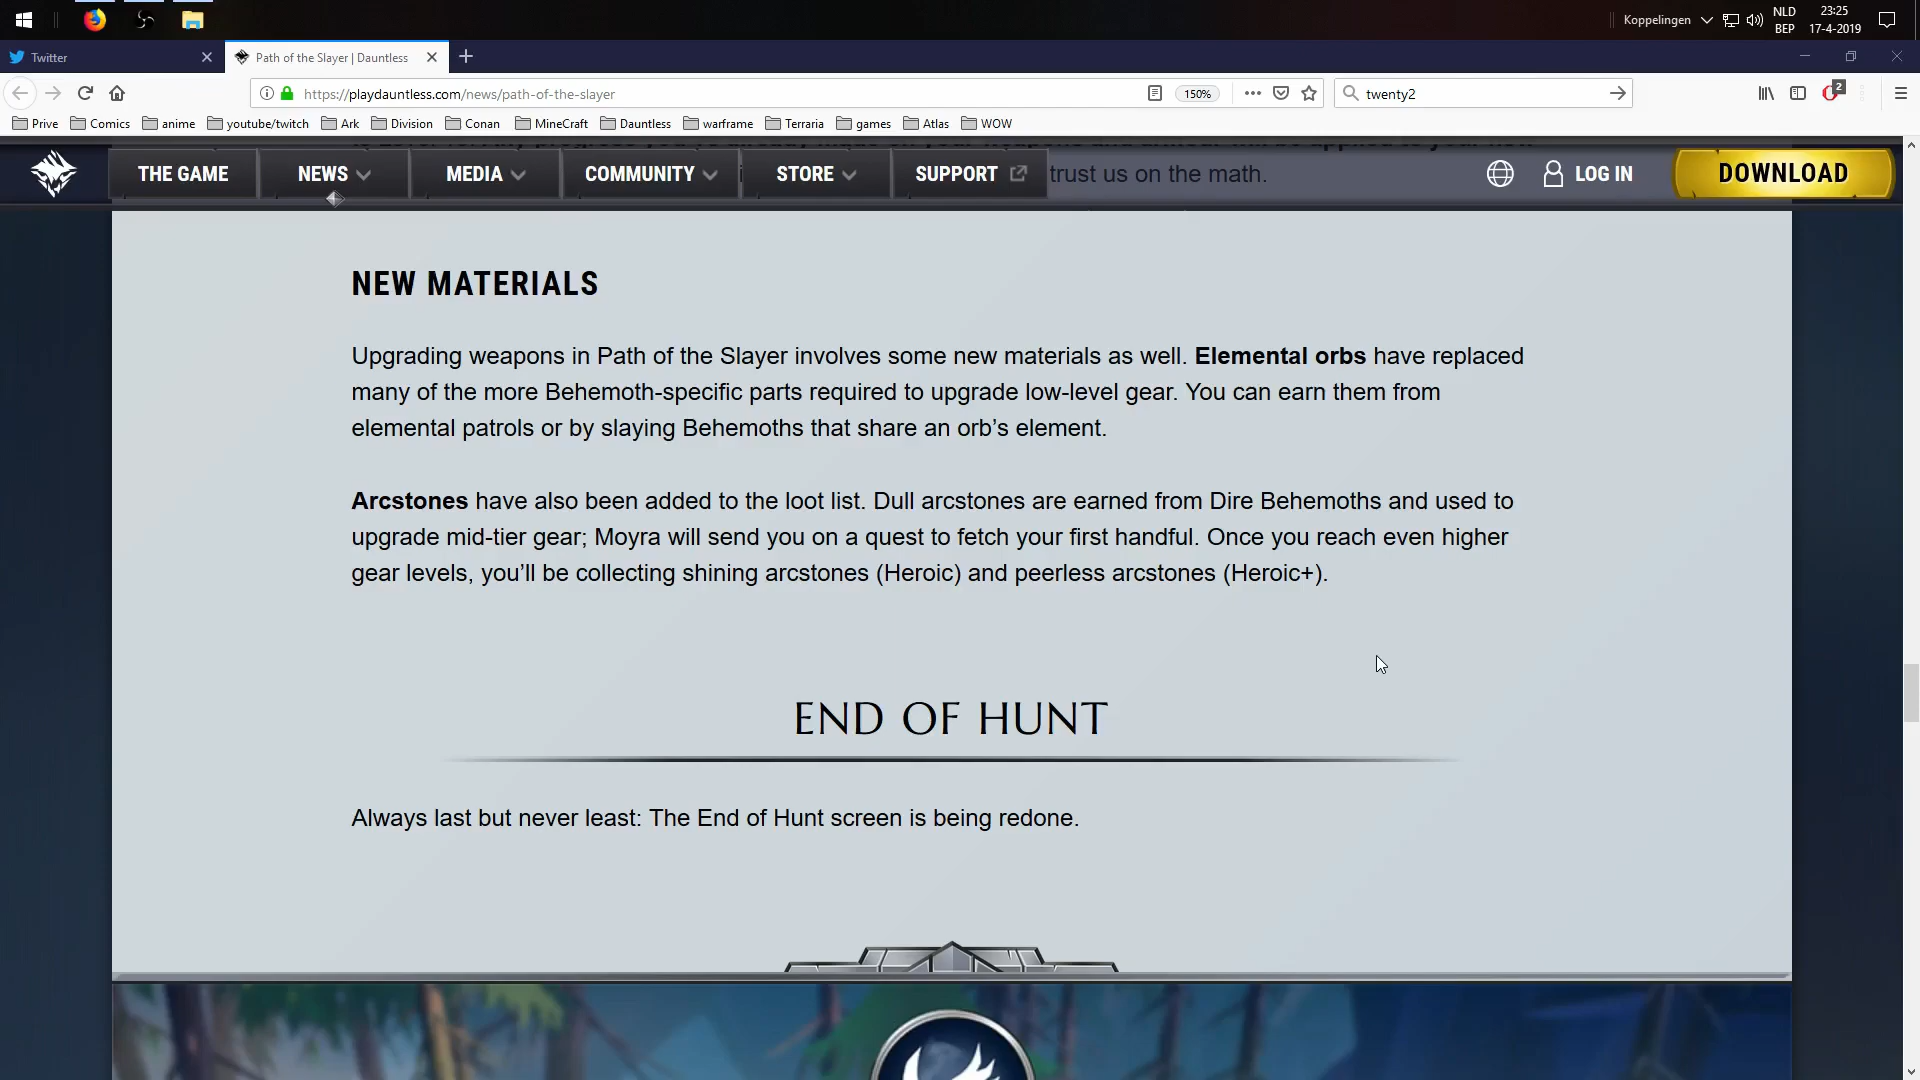 Koppelingen
NLD
BEP
23:25
17-4-2019
Twitter
Path of the Slayer | Dauntless
https://playdauntless.com/news/path-of-the-slayer
150%
twenty2
2
Prive
Comics
anime
youtube/twitch
Ark
Division
Conan
MineCraft
Dauntless
warframe
Terraria
games
Atlas
WOW
THE GAME
NEWS
MEDIA
COMMUNITY
STORE
SUPPORT
trust us on the math.
LOG IN
DOWNLOAD
NEW MATERIALS
Upgrading weapons in Path of the Slayer involves some new materials as well. Elemental orbs have replaced
many of the more Behemoth-specific parts required to upgrade low-level gear. You can earn them from
elemental patrols or by slaying Behemoths that share an orb’s element.
Arcstones have also been added to the loot list. Dull arcstones are earned from Dire Behemoths and used to
upgrade mid-tier gear; Moyra will send you on a quest to fetch your first handful. Once you reach even higher
gear levels, you’ll be collecting shining arcstones (Heroic) and peerless arcstones (Heroic+).
END OF HUNT
Always last but never least: The End of Hunt screen is being redone.